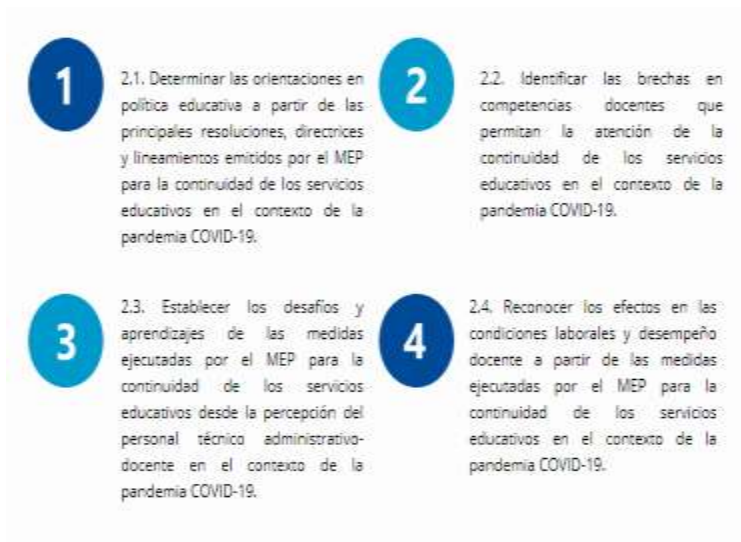 1
2.1. Determinar las orientaciones en
política educativa a partir de las
principales resoluciones, directrices
y lineamientos emitidos por el MEP
para la continuidad de los servicios
educativos en el contexto de la
pandemia COVID-19.
2
2.2. Identificar las brechas en
competencias docentes que
permitan la atención de la
continuidad de los servicios
educativos en el contexto de la
pandemia COVID-19.
3
2.3. Establecer los desafíos y
aprendizajes de las medidas
ejecutadas por el MEP para la
continuidad de los servicios
educativos desde la percepción del
personal técnico administrativo-
docente en el contexto de la
pandemia COVID-19.
4
2.4. Reconocer los efectos en las
condiciones laborales y desempeño
docente a partir de las medidas
ejecutadas por el MEP para la
continuidad de los servicios
educativos en el contexto de la
pandemia COVID-19.